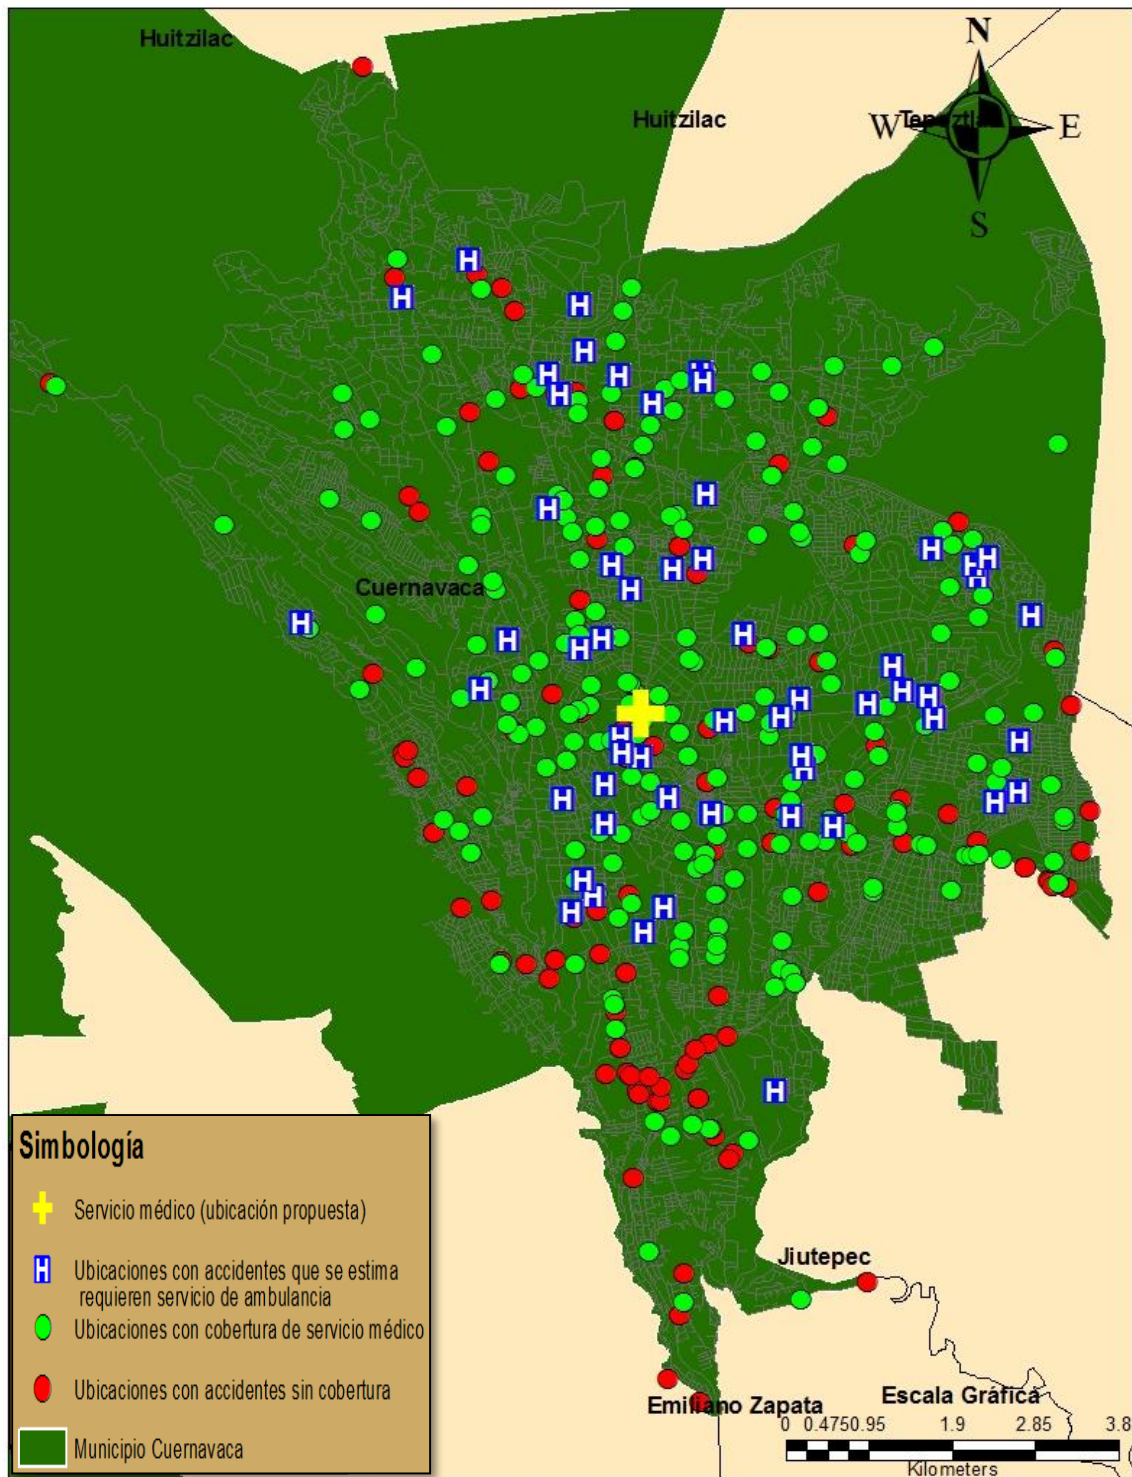 Huitzilac
N
Huitzilac
W
E
S
Cuernavaca
Simbología
Servicio médico (ubicación propuesta)
H Ubicaciones con accidentes que se estima
requieren servicio de ambulancia
Ubicaciones con cobertura de servicio médico
Ubicaciones con accidentes sin cobertura
Municipio Cuernavaca
Jiutepec
Emiliano Zapata
Escala Gráfica
0 0.475 0.95 1.9 2.85 3.8
Kilometers